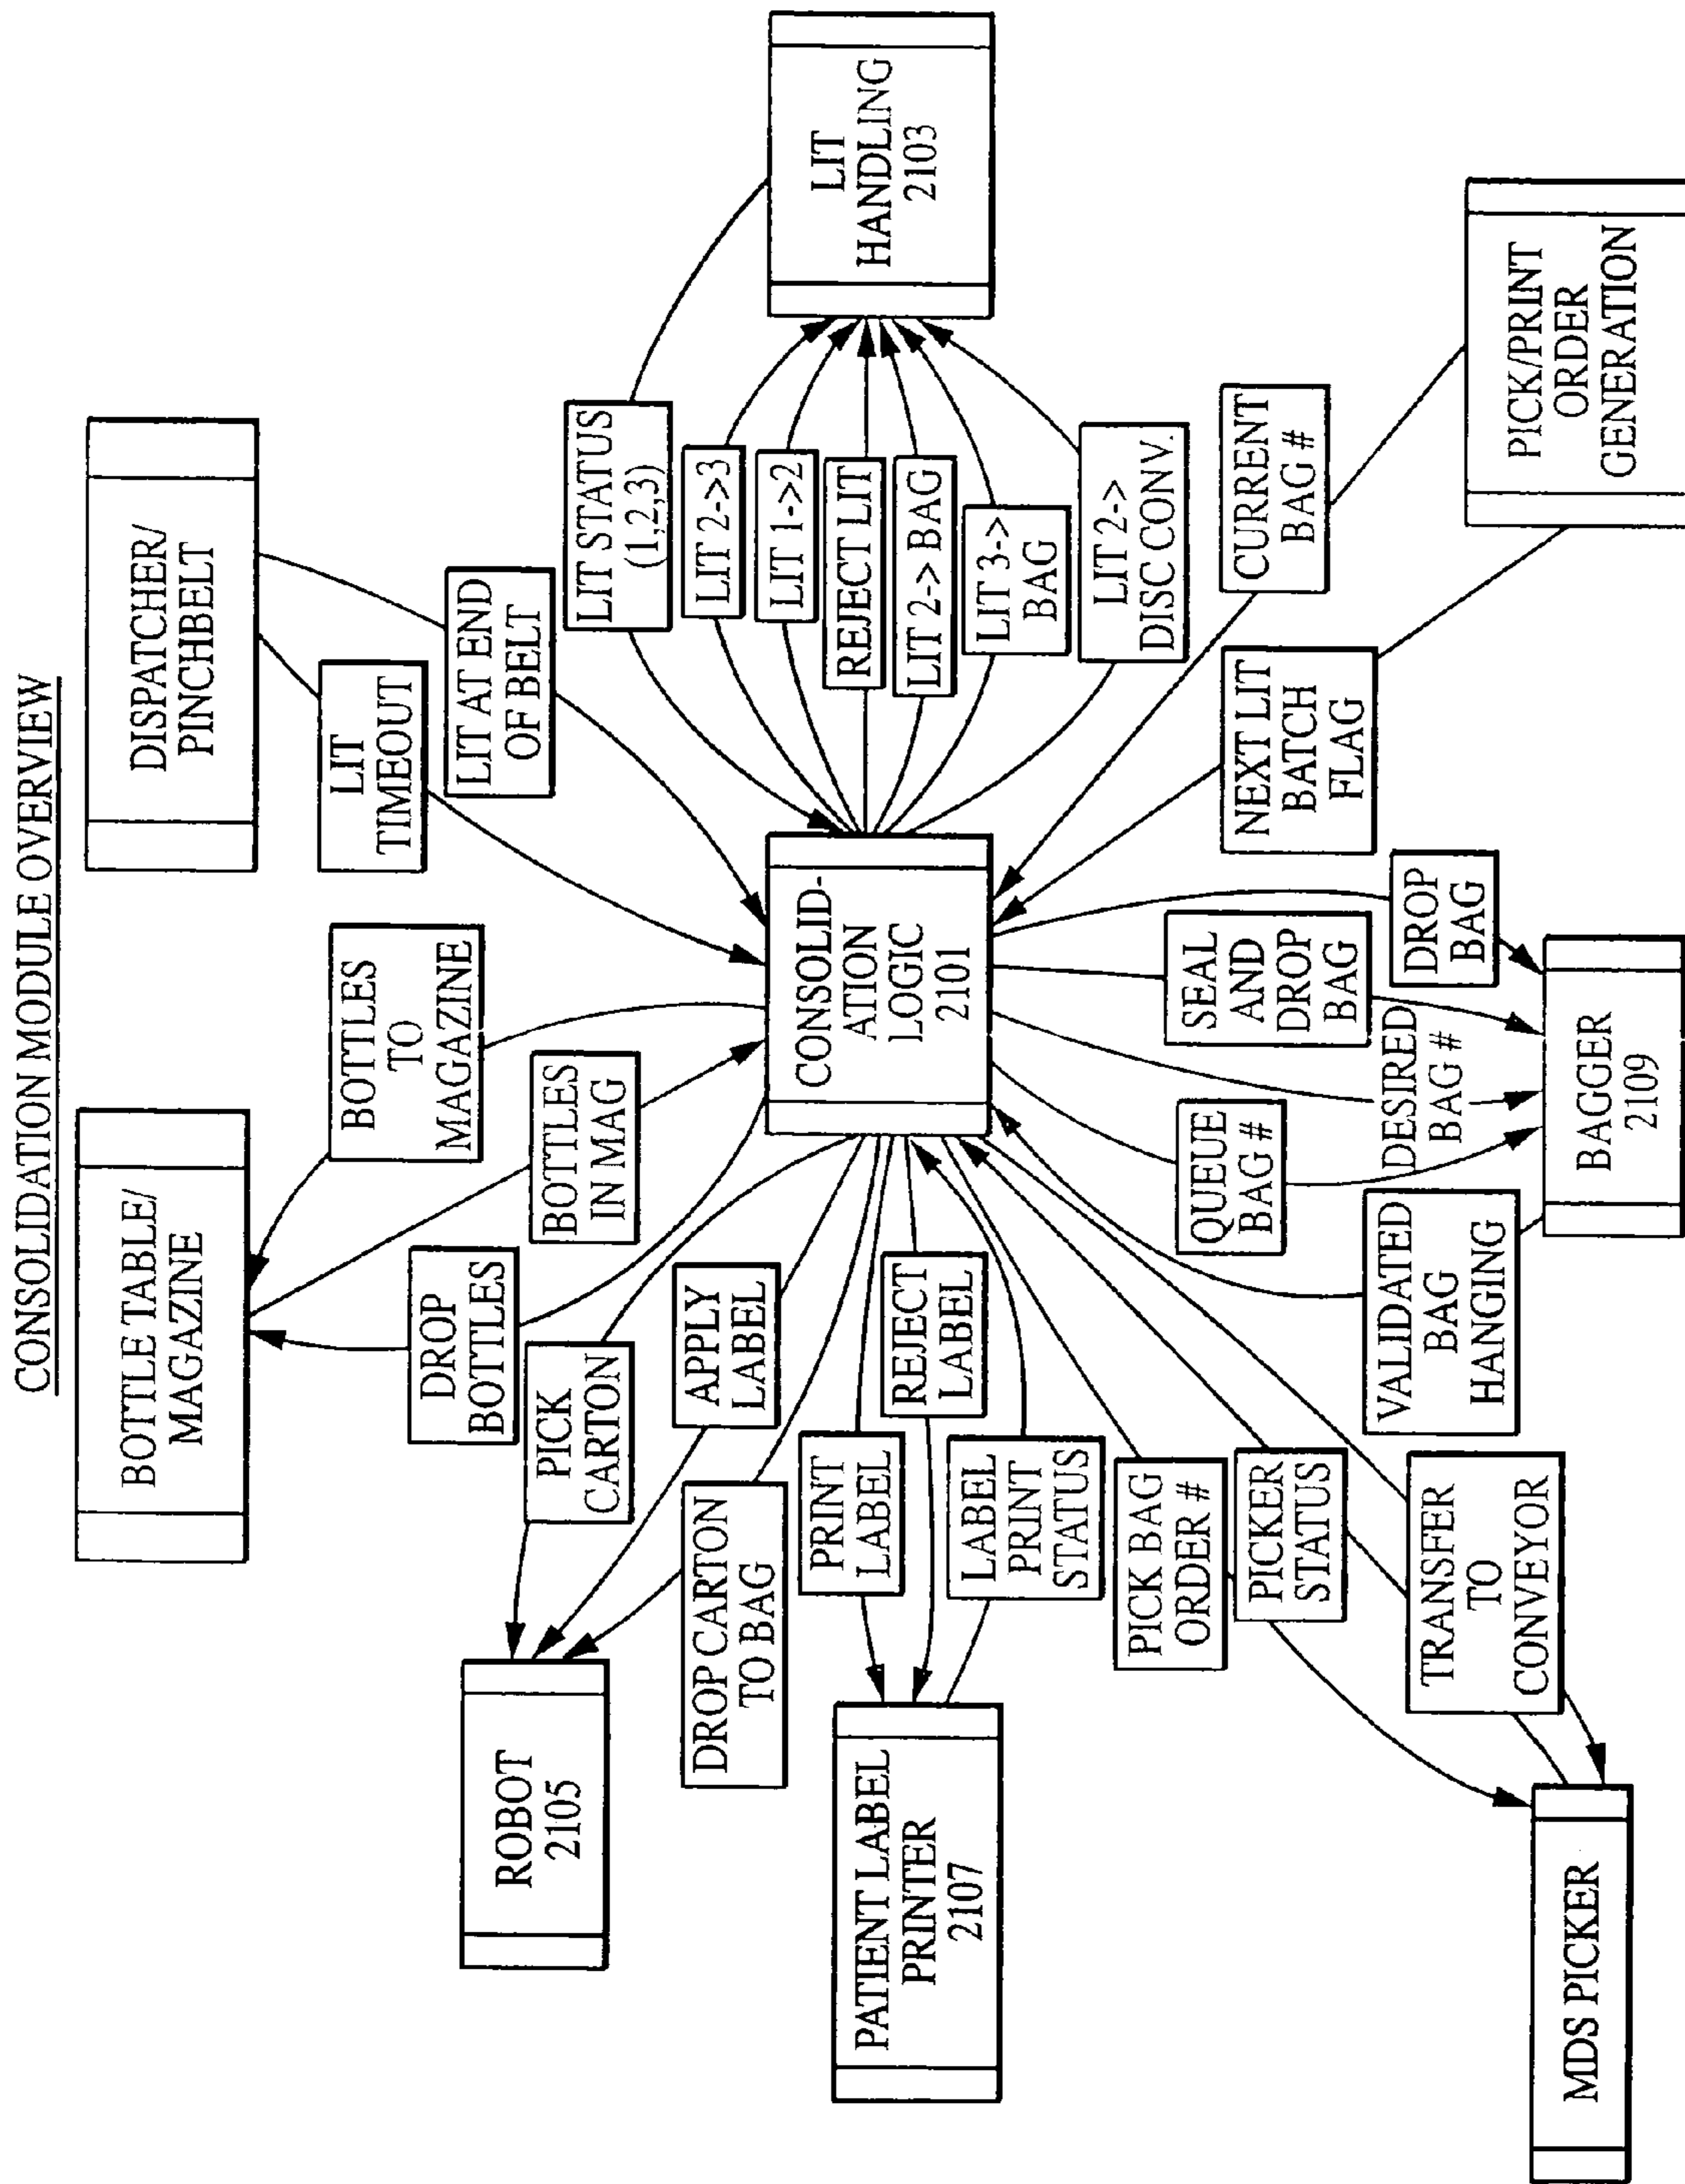 CONSOLIDATION MODULE OVERVIEW
BOTTLE TABLE/
MAGAZINE
DISPATCHER/
PINCHBELT
BOTTLES
TO
MAGAZINE
LIT
TIMEOUT
DROP
BOTTLES
BOTTLES
IN MAG
LIT AT END
OF BELT
ROBOT
2105
PICK
CARTON
LIT STATUS
(1,2,3)
APPLY
LABEL
LIT 2->3
DROP CARTON
TO BAG
LIT 1->2
LIT
HANDLING
2103
CONSOLID-
ATION
LOGIC
2101
PATIENT LABEL
PRINTER
2107
PRINT
LABEL
REJECT
LABEL
REJECT LIT
LIT 2-> BAG
LABEL
PRINT
STATUS
LIT 3->
BAG
LIT 2->
DISC CONV.
PICK BAG
ORDER #
PICKER
STATUS
QUEUE
BAG #
SEAL
AND
DROP
BAG
NEXT LIT
BATCH
FLAG
CURRENT
BAG #
TRANSFER
TO
CONVEYOR
VALIDATED
BAG
HANGING
DESIRED
BAG #
DROP
BAG
MDS PICKER
BAGGER
2109
PICK/PRINT
ORDER
GENERATION